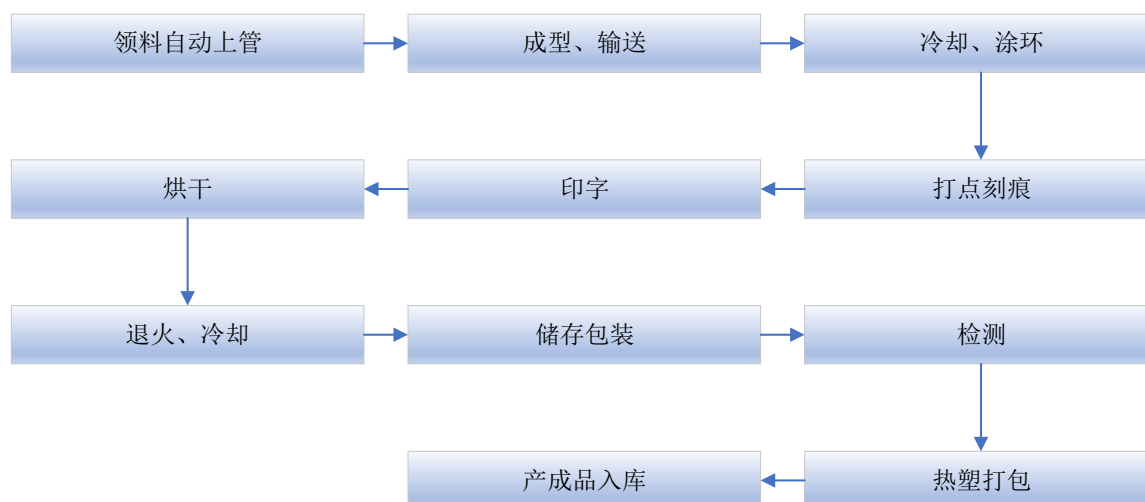 领料自动上管
成型、输送
冷却、涂环
打点刻痕
印字
烘干
退火、冷却
储存包装
检测
热塑打包
产成品入库